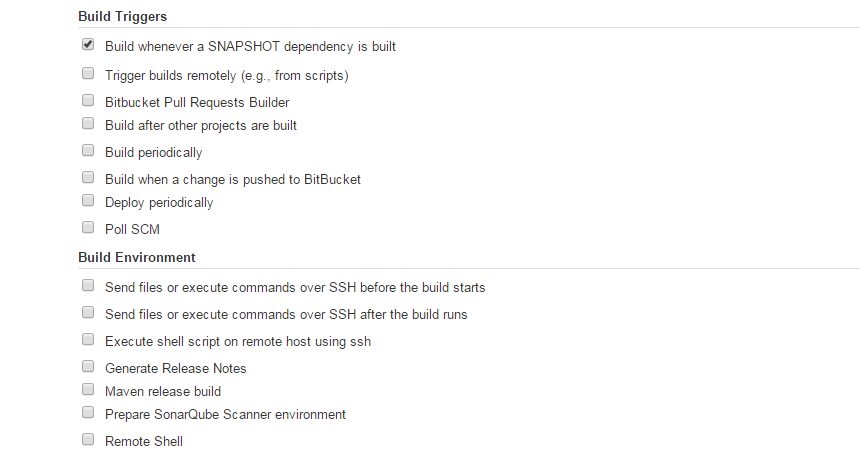 Build Triggers
Build whenever a SNAPSHOT dependency is built
Trigger builds remotely (e.g., from scripts)
Bitbucket Pull Requests Builder
Build after other projects are built
Build periodically
Build when a change is pushed to BitBucket
Deploy periodically
Poll SCM
Build Environment
Send files or execute commands over SSH before the build starts
Send files or execute commands over SSH after the build runs
Execute shell script on remote host using ssh
Generate Release Notes
Maven release build
Prepare SonarQube Scanner environment
Remote Shell